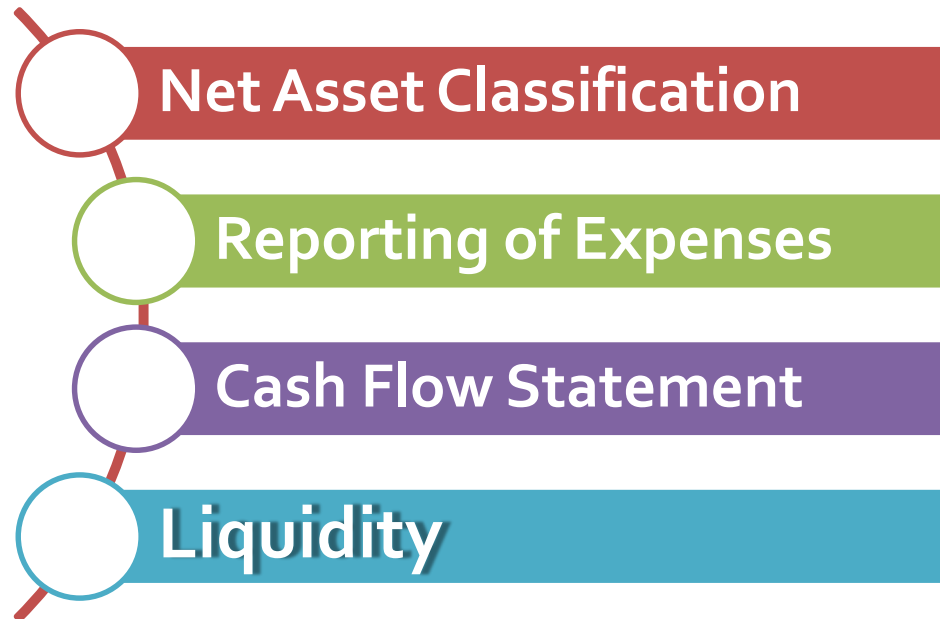 Net Asset Classification
Reporting of Expenses
Cash Flow Statement
Liquidity